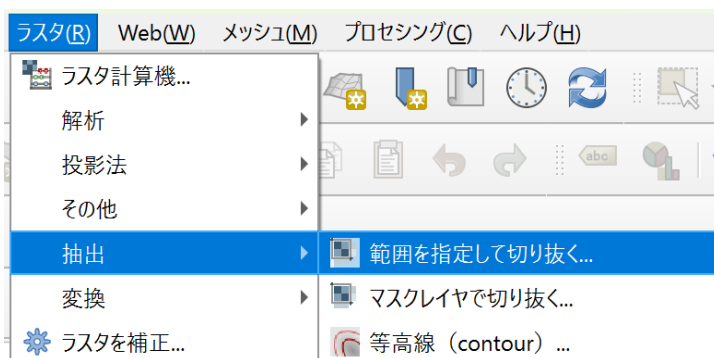 ラスタ(R) Web(W) メッシュ(M) プロセシング(C) ヘルプ(H)
ラスタ計算機...
解析
投影法
abc
その他
抽出
範囲を指定して切り抜く...
変換
マスクレイヤで切り抜く...
ラスタを補正...
等高線（contour）...